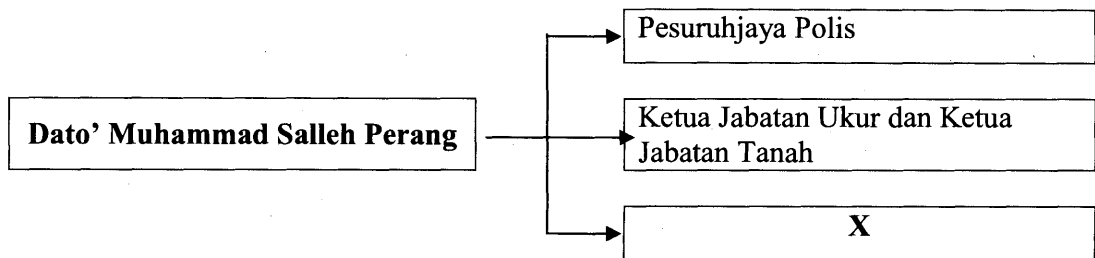 Pesuruhjaya Polis
Dato’ Muhammad Salleh Perang
Ketua Jabatan Ukur dan Ketua
Jabatan Tanah
X